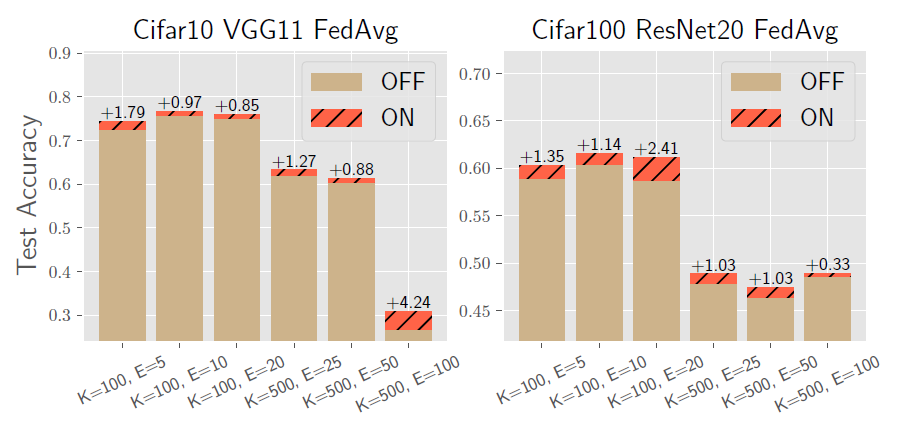 Cifar10 VGG11 FedAvg
Test Accuracy
0.9
0.8
0.7
0.6
0.5
0.4
0.3
OFF
ON
+1.79
+0.97
+0.85
+1.27
+0.88
+4.24
K=100, E=5
K=100, E=10
K=100, E=20
K=500, E=25
K=500, E=50
K=500, E=100
Cifar100 ResNet20 FedAvg
0.70
0.65
0.60
0.55
0.50
0.45
OFF
ON
+1.35
+1.14
+2.41
+1.03
+1.03
+0.33
K=100, E=5
K=100, E=10
K=100, E=20
K=500, E=25
K=500, E=50
K=500, E=100